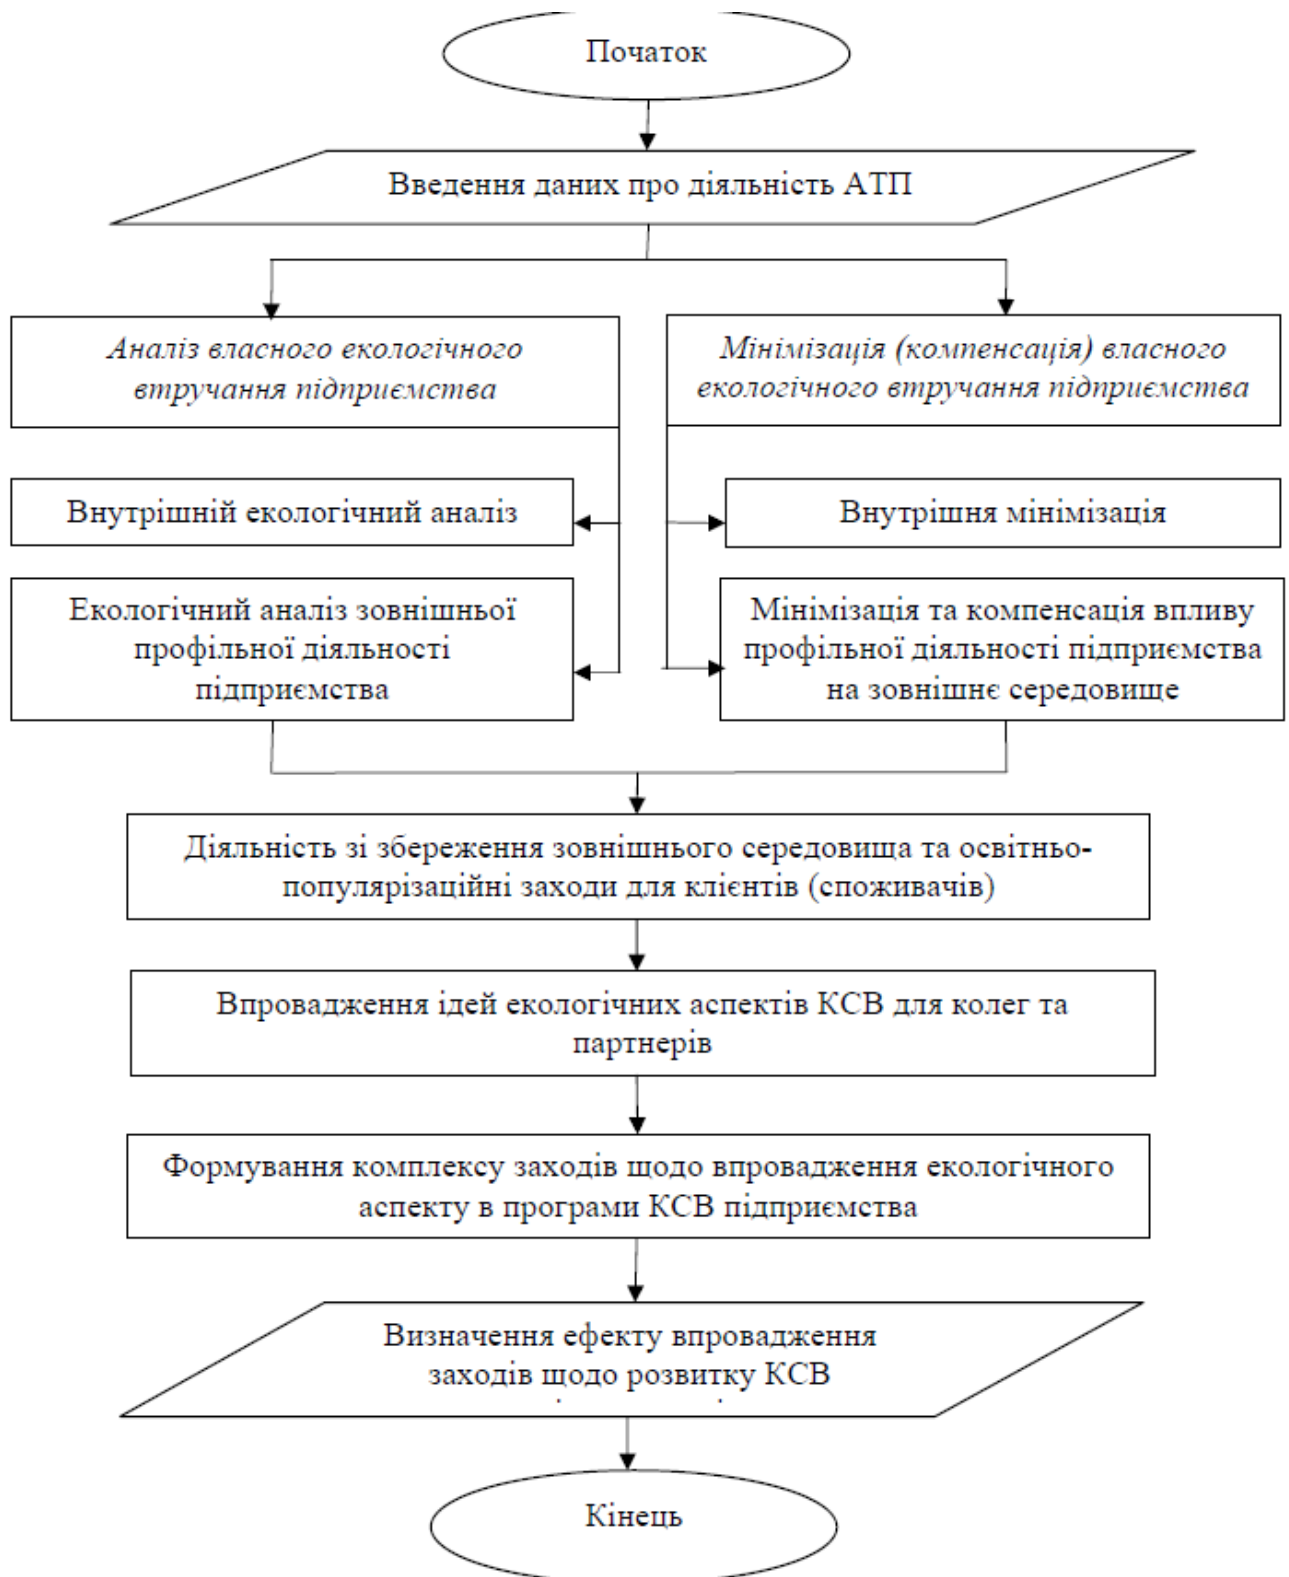 Початок
Введення даних про діяльність АТП
Аналіз власного екологічного
втручання підприємства
Мінімізація (компенсація) власного
екологічного втручання підприємства
Внутрішній екологічний аналіз
Внутрішня мінімізація
Екологічний аналіз зовнішньої
профільної діяльності
підприємства
Мінімізація та компенсація впливу
профільної діяльності підприємства
на зовнішнє середовище
Діяльність зі збереження зовнішнього середовища та освітньо-
популяризаційні заходи для клієнтів (споживачів)
Впровадження ідей екологічних аспектів КСВ для колег та
партнерів
Формування комплексу заходів щодо впровадження екологічного
аспекту в програми КСВ підприємства
Визначення ефекту впровадження
заходів щодо розвитку КСВ
Кінець